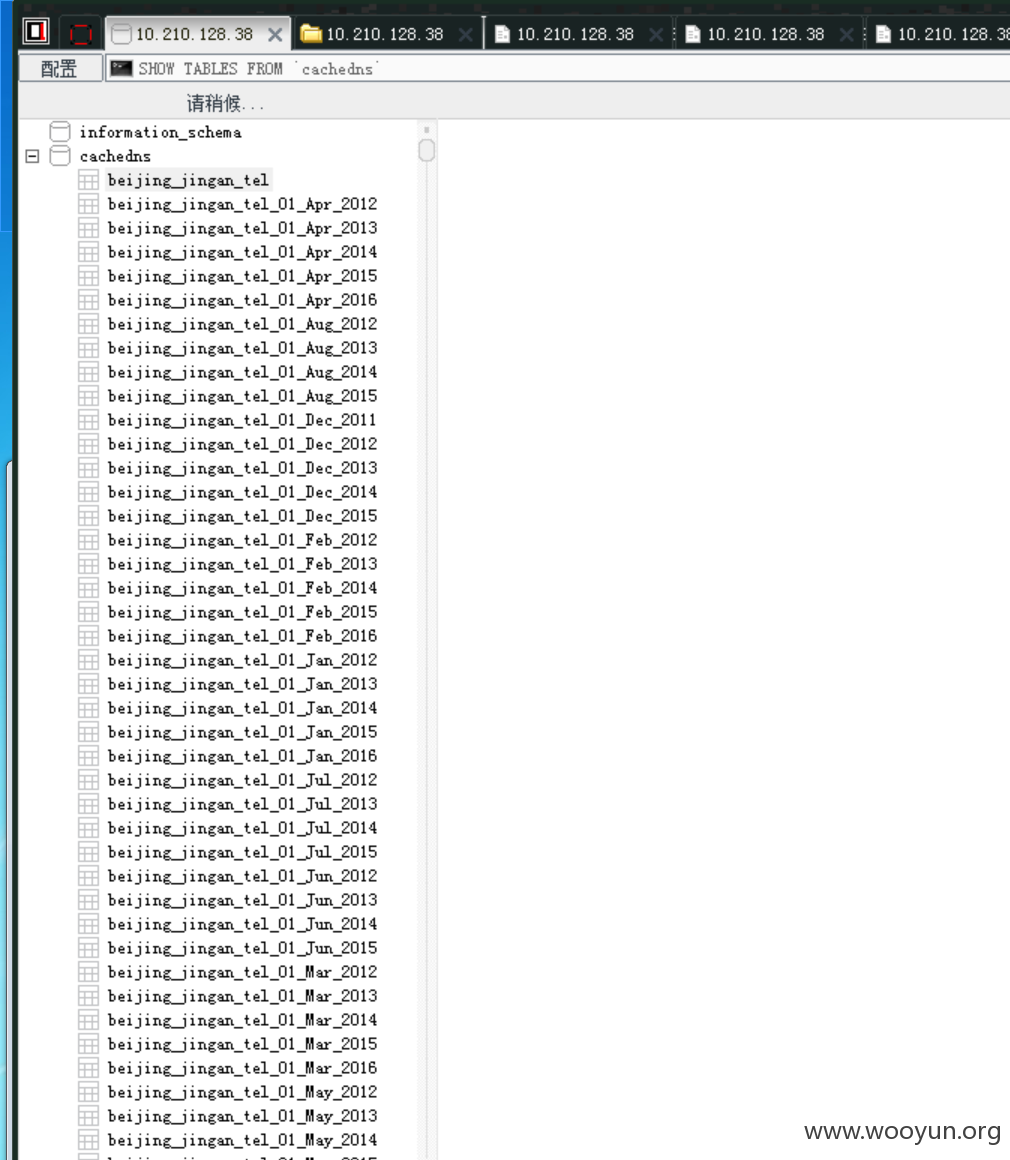 10.210.128.38 10.210.128.38 10.210.128.38 10.210.128.38 10.210.128.38
配置 SHOW TABLES FROM `cachedns`
请稍候...
information_schema
cachedns
beijing_jingan_tel
beijing_jingan_tel_01_Apr_2012
beijing_jingan_tel_01_Apr_2013
beijing_jingan_tel_01_Apr_2014
beijing_jingan_tel_01_Apr_2015
beijing_jingan_tel_01_Apr_2016
beijing_jingan_tel_01_Aug_2012
beijing_jingan_tel_01_Aug_2013
beijing_jingan_tel_01_Aug_2014
beijing_jingan_tel_01_Aug_2015
beijing_jingan_tel_01_Dec_2011
beijing_jingan_tel_01_Dec_2012
beijing_jingan_tel_01_Dec_2013
beijing_jingan_tel_01_Dec_2014
beijing_jingan_tel_01_Dec_2015
beijing_jingan_tel_01_Feb_2012
beijing_jingan_tel_01_Feb_2013
beijing_jingan_tel_01_Feb_2014
beijing_jingan_tel_01_Feb_2015
beijing_jingan_tel_01_Feb_2016
beijing_jingan_tel_01_Jan_2012
beijing_jingan_tel_01_Jan_2013
beijing_jingan_tel_01_Jan_2014
beijing_jingan_tel_01_Jan_2015
beijing_jingan_tel_01_Jan_2016
beijing_jingan_tel_01_Jul_2012
beijing_jingan_tel_01_Jul_2013
beijing_jingan_tel_01_Jul_2014
beijing_jingan_tel_01_Jul_2015
beijing_jingan_tel_01_Jun_2012
beijing_jingan_tel_01_Jun_2013
beijing_jingan_tel_01_Jun_2014
beijing_jingan_tel_01_Jun_2015
beijing_jingan_tel_01_Mar_2012
beijing_jingan_tel_01_Mar_2013
beijing_jingan_tel_01_Mar_2014
beijing_jingan_tel_01_Mar_2015
beijing_jingan_tel_01_Mar_2016
beijing_jingan_tel_01_May_2012
beijing_jingan_tel_01_May_2013
beijing_jingan_tel_01_May_2014
www.wooyun.org